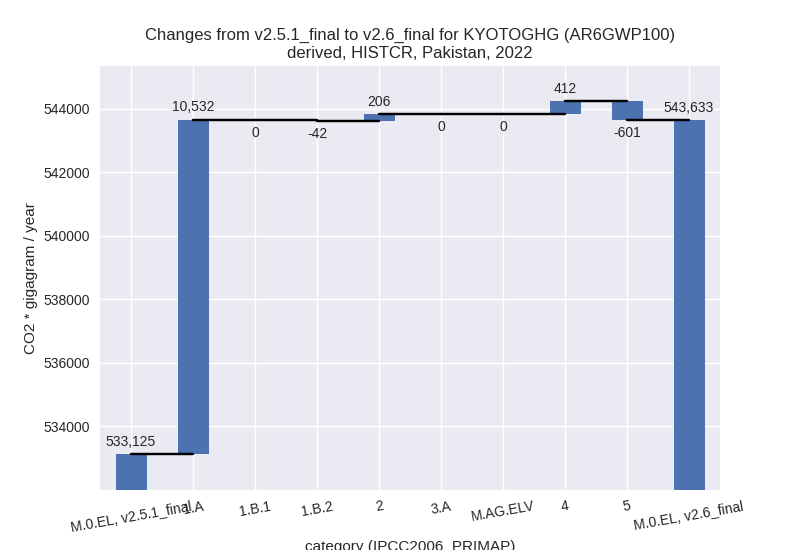 Changes from v2.5.1_final to v2.6_final for KYOTOGHG (AR6GWP100)
derived, HISTCR, Pakistan, 2022
CO2 * gigagram / year
544000
542000
540000
538000
536000
534000
533,125
10,532
0
-42
206
0
0
412
-601
543,633
M.0.EL, v2.5.1_final
1.A
1.B.1
1.B.2
2
3.A
M.AG.ELV
4
5
M.0.EL, v2.6_final
category (IPCC2006_PRIMAP)